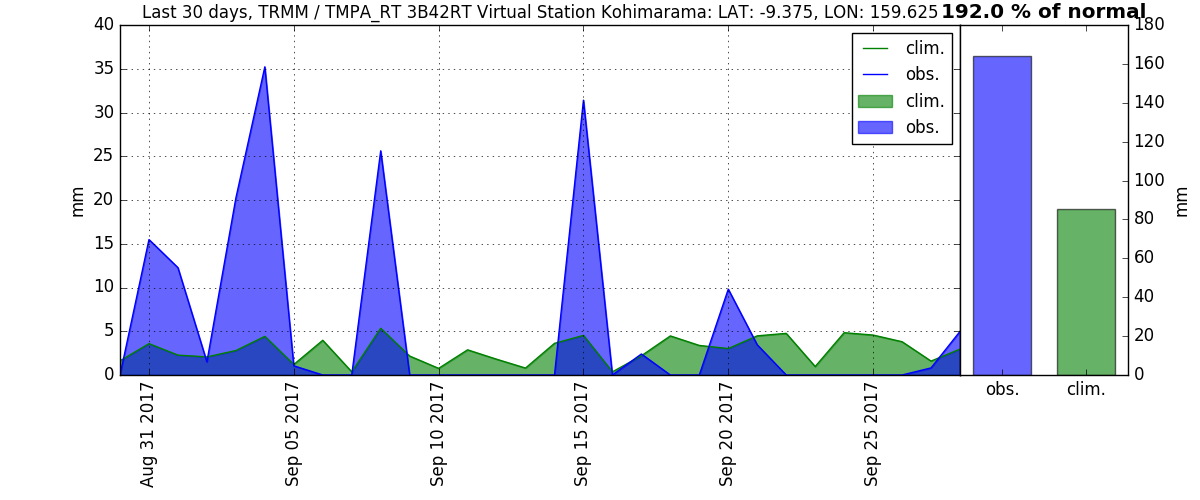 Last 30 days, TRMM / TMPA_RT 3B42RT Virtual Station Kohimarama: LAT: -9.375, LON: 159.625 192.0 % of normal
40
35
30
25
20
15
10
5
0
mm
clim.
obs.
clim.
obs.
Aug 31 2017
Sep 05 2017
Sep 10 2017
Sep 15 2017
Sep 20 2017
Sep 25 2017
180
160
140
120
100
80
60
40
20
0
mm
obs. clim.